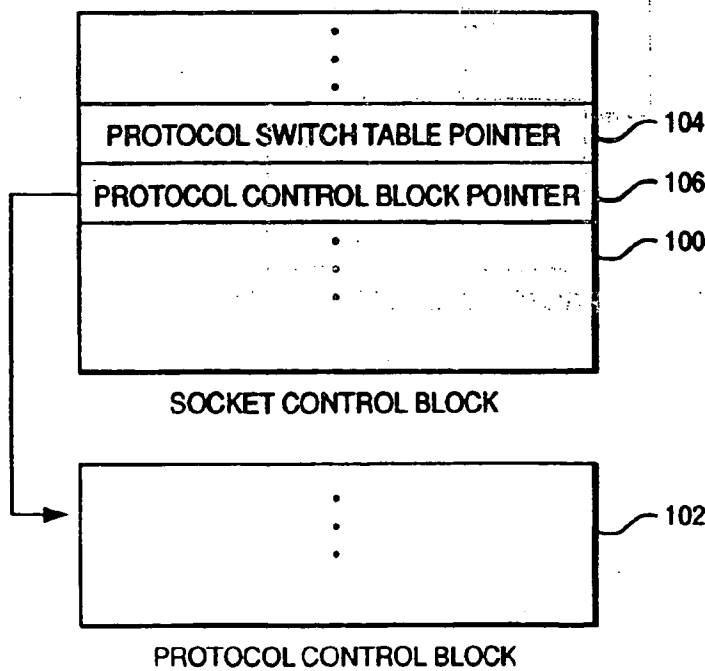 PROTOCOL SWITCH TABLE POINTER 104
PROTOCOL CONTROL BLOCK POINTER 106
100
SOCKET CONTROL BLOCK
102
PROTOCOL CONTROL BLOCK